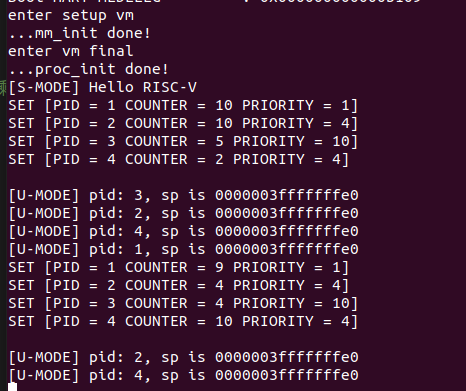 enter setup vm
...mm_init done!
enter vm final
...proc_init done!
[S-MODE] Hello RISC-V
SET [PID = 1 COUNTER = 10 PRIORITY = 1]
SET [PID = 2 COUNTER = 10 PRIORITY = 4]
SET [PID = 3 COUNTER = 5 PRIORITY = 10]
SET [PID = 4 COUNTER = 2 PRIORITY = 4]
[U-MODE] pid: 3, sp is 0000003fffffffe0
[U-MODE] pid: 2, sp is 0000003fffffffe0
[U-MODE] pid: 4, sp is 0000003fffffffe0
[U-MODE] pid: 1, sp is 0000003fffffffe0
SET [PID = 1 COUNTER = 9 PRIORITY = 1]
SET [PID = 2 COUNTER = 4 PRIORITY = 4]
SET [PID = 3 COUNTER = 4 PRIORITY = 10]
SET [PID = 4 COUNTER = 10 PRIORITY = 4]
[U-MODE] pid: 2, sp is 0000003fffffffe0
[U-MODE] pid: 4, sp is 0000003fffffffe0